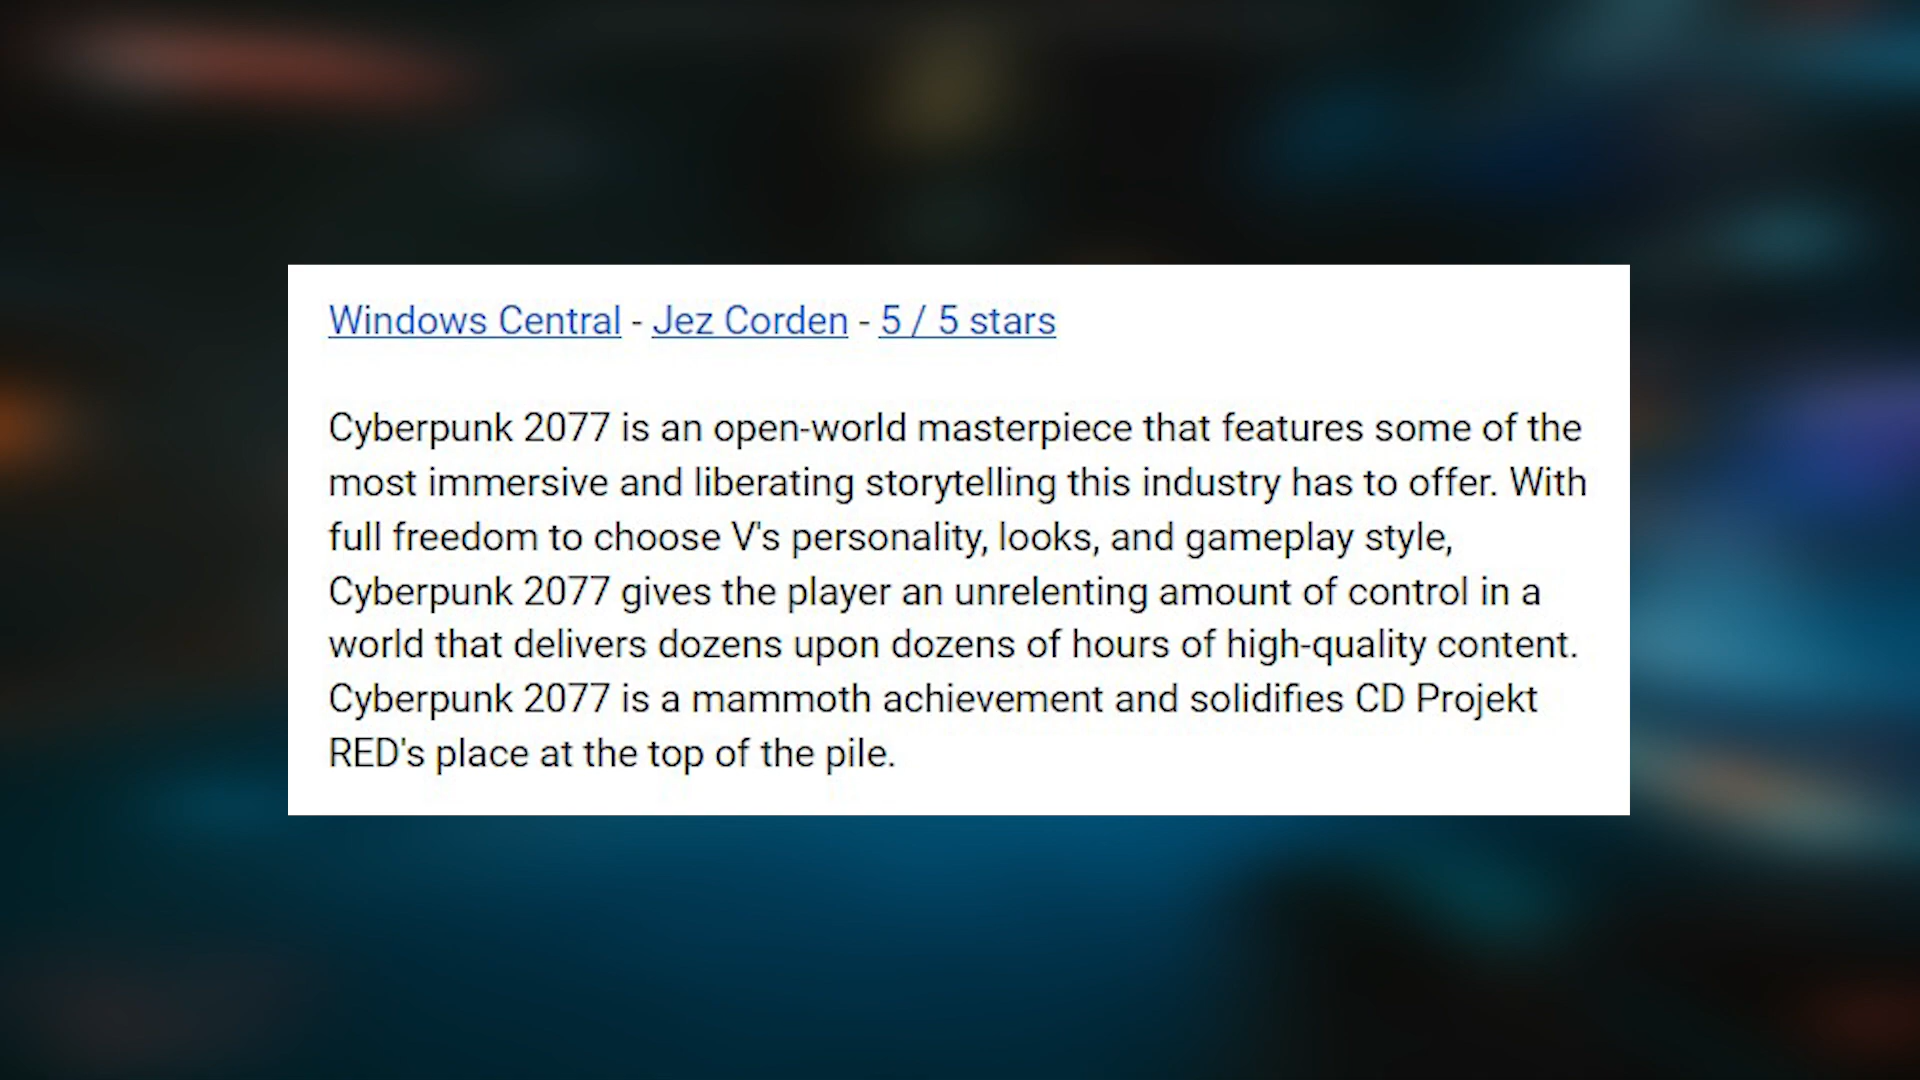 Windows Central - Jez Corden - 5 / 5 stars
Cyberpunk 2077 is an open-world masterpiece that features some of the
most immersive and liberating storytelling this industry has to offer. With
full freedom to choose V's personality, looks, and gameplay style,
Cyberpunk 2077 gives the player an unrelenting amount of control in a
world that delivers dozens upon dozens of hours of high-quality content.
Cyberpunk 2077 is a mammoth achievement and solidifies CD Projekt
RED's place at the top of the pile.